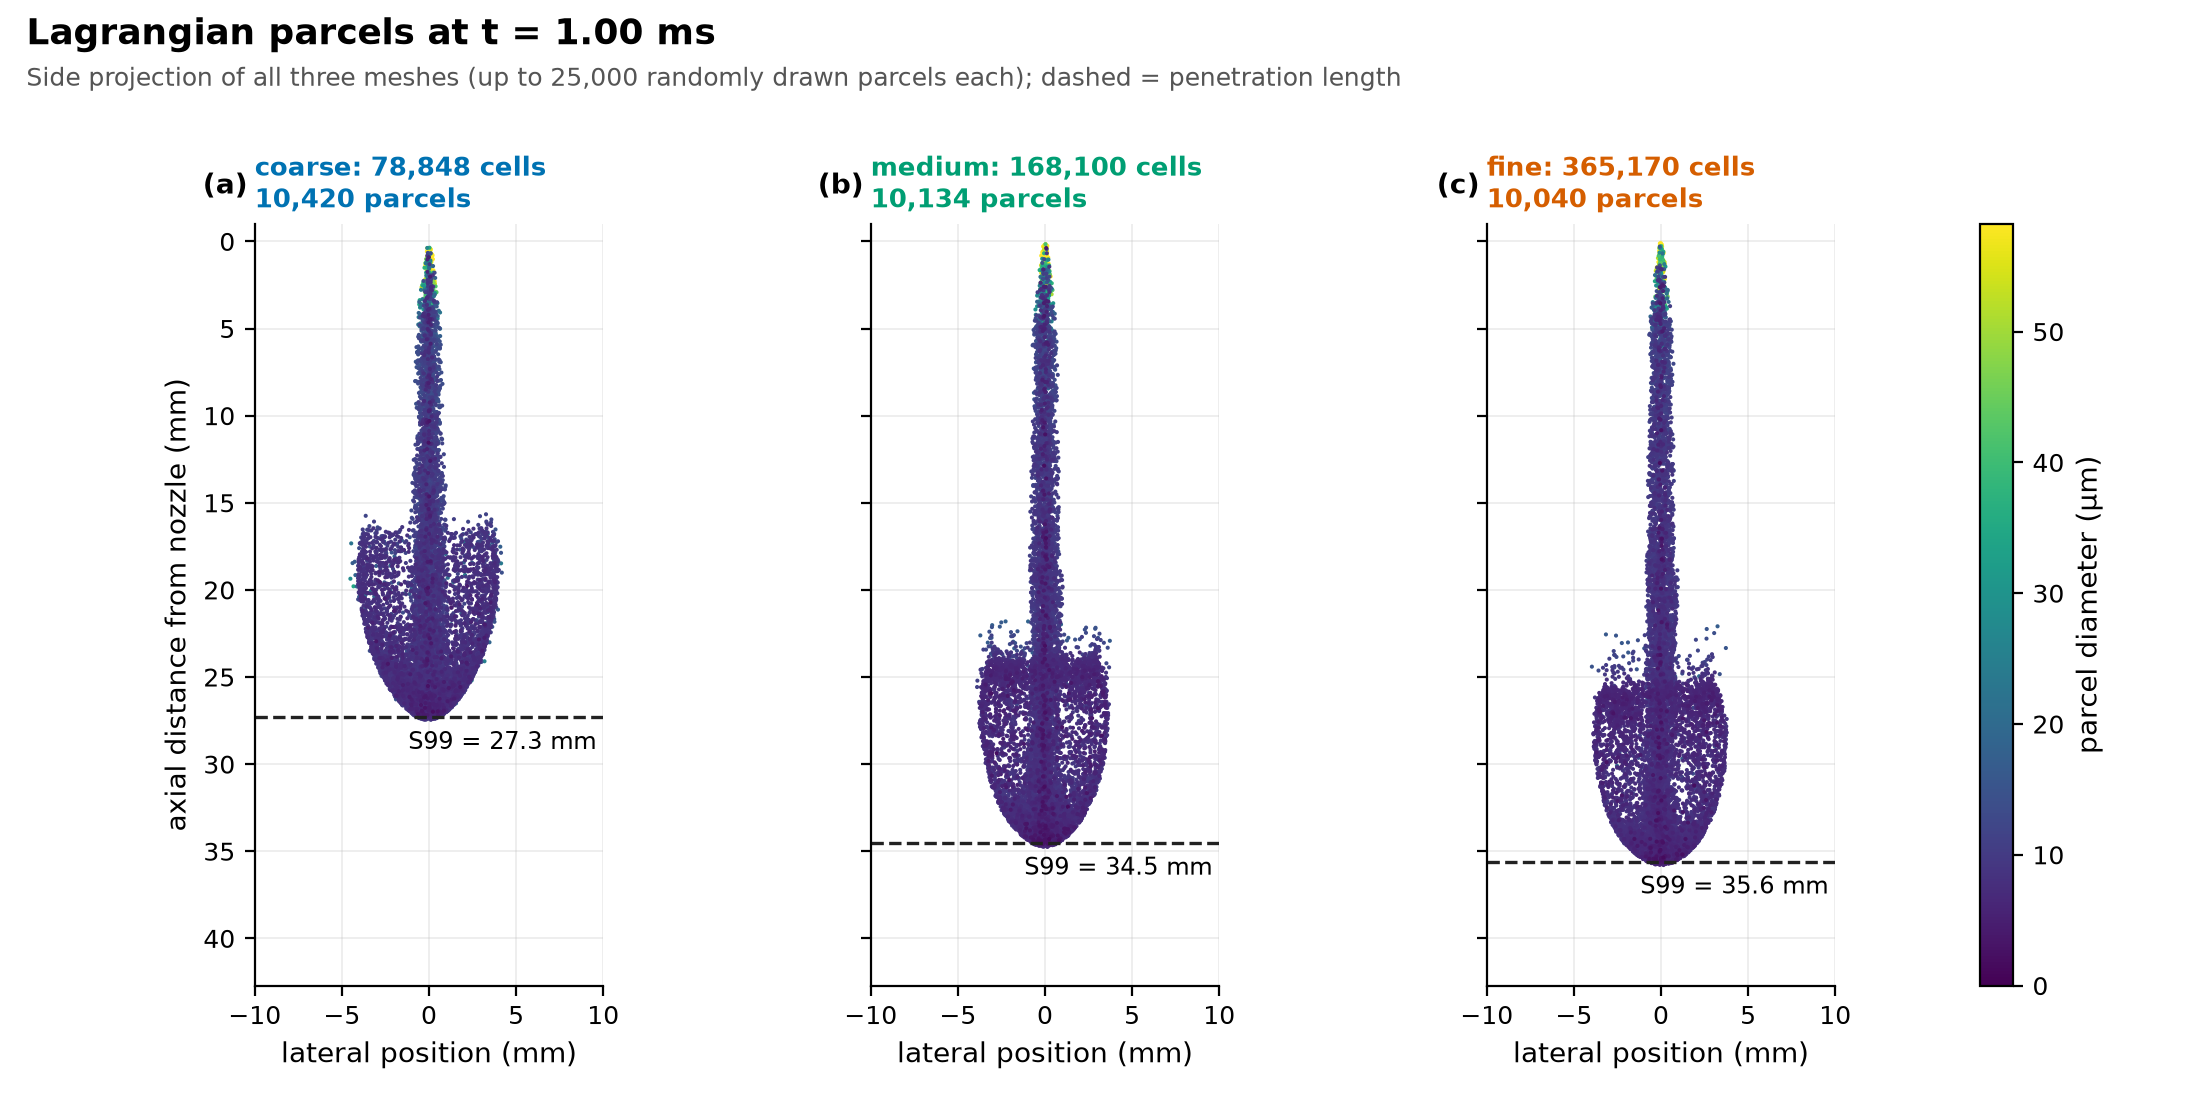 Lagrangian parcels at t = 1.00 ms
Side projection of all three meshes (up to 25,000 randomly drawn parcels each); dashed = penetration length
(a)
coarse: 78,848 cells
10,420 parcels
(b)
medium: 168,100 cells
10,134 parcels
(c)
fine: 365,170 cells
10,040 parcels
axial distance from nozzle (mm)
0
5
10
15
20
25
30
35
40
S99 = 27.3 mm
S99 = 34.5 mm
S99 = 35.6 mm
−10 −5 0 5 10
lateral position (mm)
−10 −5 0 5 10
lateral position (mm)
−10 −5 0 5 10
lateral position (mm)
50
40
30
20
10
0
parcel diameter (µm)